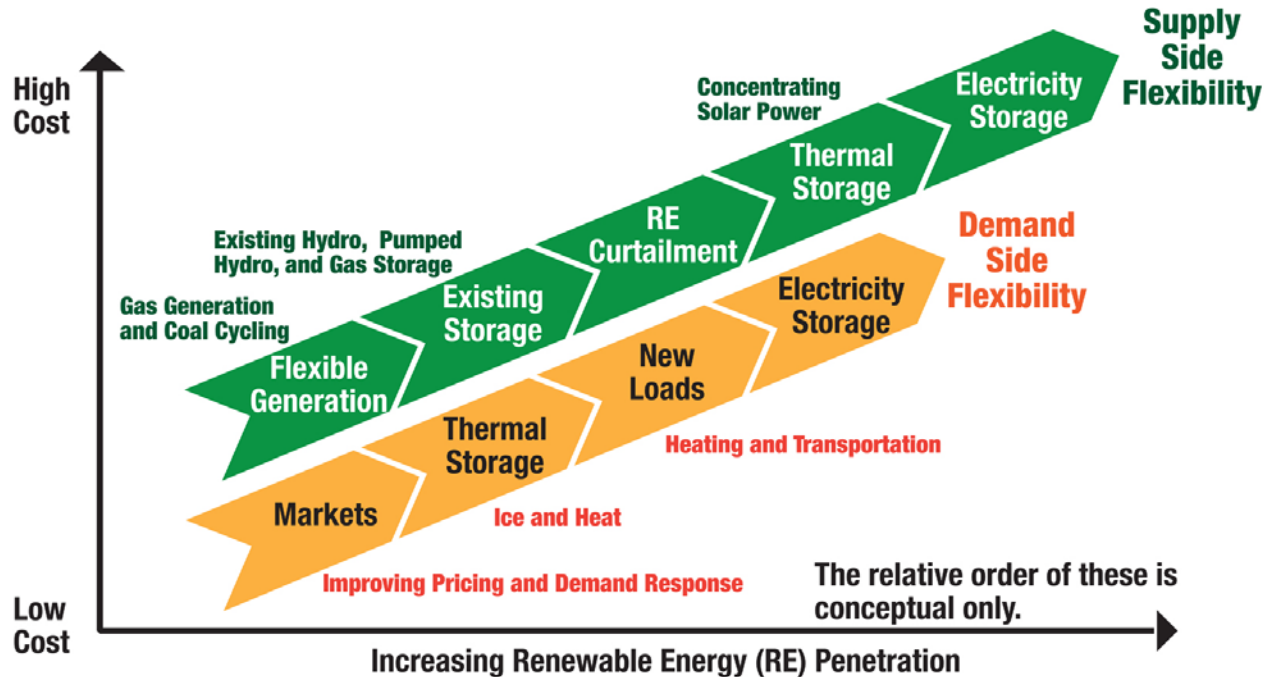 High
Cost
Supply
Side
Flexibility
Concentrating
Solar Power
Electricity
Storage
Thermal
Storage
RE
Curtailment
Existing Hydro, Pumped
Hydro, and Gas Storage
Existing
Storage
Gas Generation
and Coal Cycling
Flexible
Generation
Demand
Side
Flexibility
Electricity
Storage
New
Loads
Heating and Transportation
Thermal
Storage
Ice and Heat
Markets
Improving Pricing and Demand Response
The relative order of these is
conceptual only.
Low
Cost
Increasing Renewable Energy (RE) Penetration